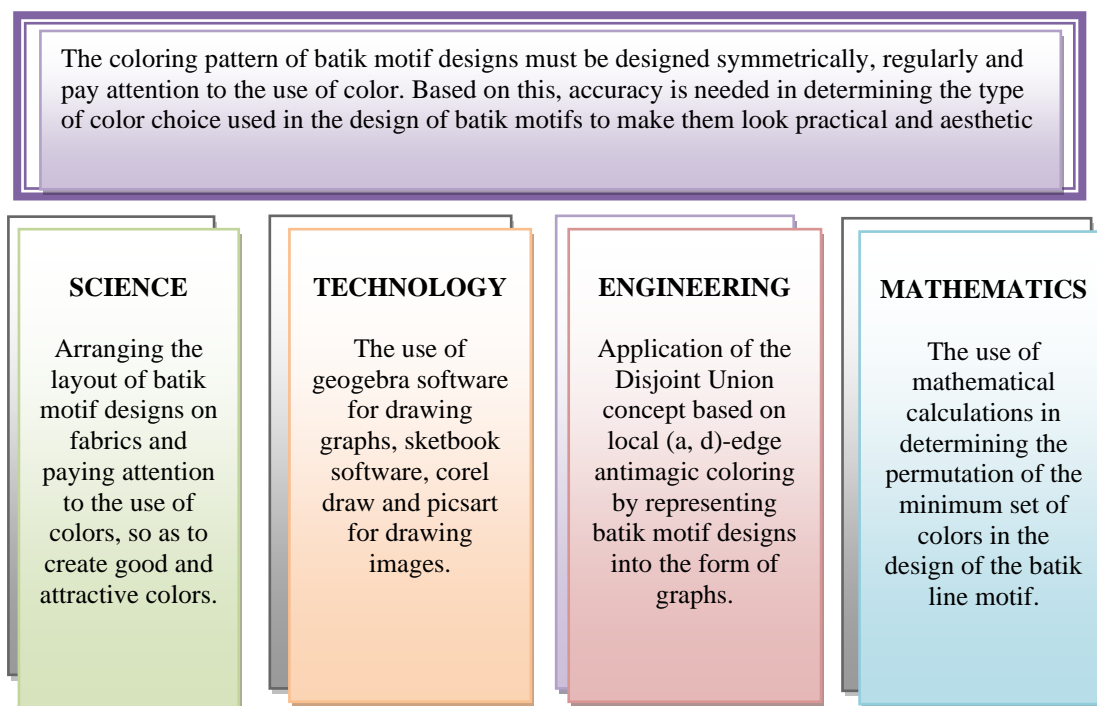 The coloring pattern of batik motif designs must be designed symmetrically, regularly and
pay attention to the use of color. Based on this, accuracy is needed in determining the type
of color choice used in the design of batik motifs to make them look practical and aesthetic
SCIENCE
Arranging the
layout of batik
motif designs on
fabrics and
paying attention
to the use of
colors, so as to
create good and
attractive colors.
TECHNOLOGY
The use of
geogebra software
for drawing
graphs, sketbook
software, corel
draw and picsart
for drawing
images.
ENGINEERING
Application of the
Disjoint Union
concept based on
local (a, d)-edge
antimagic coloring
by representing
batik motif designs
into the form of
graphs.
MATHEMATICS
The use of
mathematical
calculations in
determining the
permutation of the
minimum set of
colors in the
design of the batik
line motif.